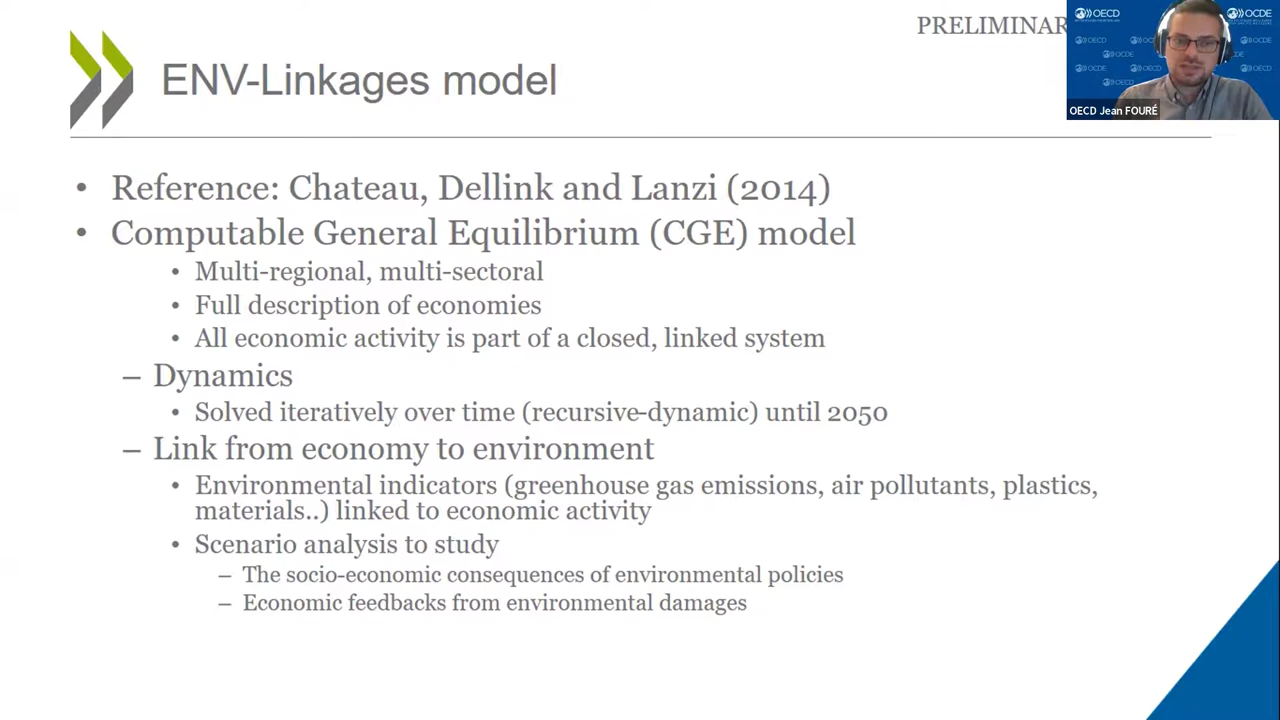 PRELIMINAR
OECD
OCDE
ENV-Linkages model
OECD Jean FOURÉ
• Reference: Chateau, Dellink and Lanzi (2014)
• Computable General Equilibrium (CGE) model
• Multi-regional, multi-sectoral
• Full description of economies
• All economic activity is part of a closed, linked system
– Dynamics
• Solved iteratively over time (recursive-dynamic) until 2050
– Link from economy to environment
• Environmental indicators (greenhouse gas emissions, air pollutants, plastics,
materials..) linked to economic activity
• Scenario analysis to study
– The socio-economic consequences of environmental policies
– Economic feedbacks from environmental damages